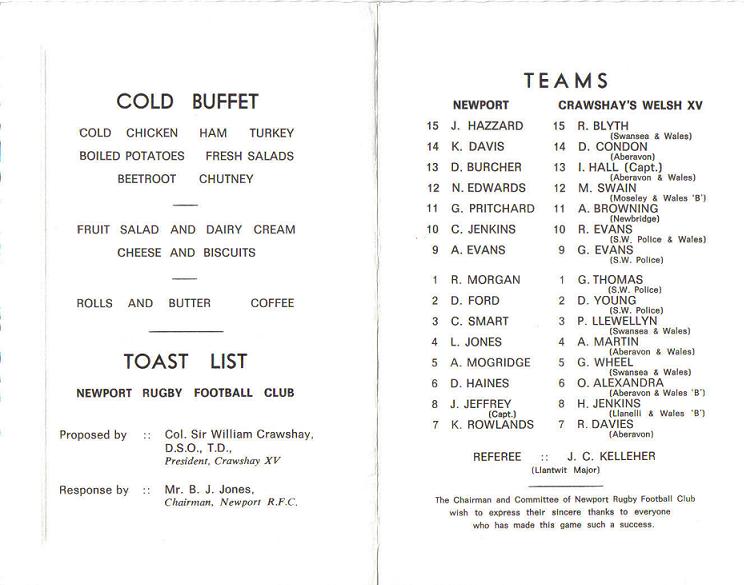 COLD BUFFET
COLD CHICKEN HAM TURKEY
BOILED POTATOES FRESH SALADS
BEETROOT CHUTNEY
FRUIT SALAD AND DAIRY CREAM
CHEESE AND BISCUITS
ROLLS AND BUTTER COFFEE
TOAST LIST
NEWPORT RUGBY FOOTBALL CLUB
Proposed by :: Col. Sir William Crawshay,
D.S.O., T.D.,
President, Crawshay XV
Response by :: Mr. B. J. Jones,
Chairman, Newport R.F.C.
TEAMS
NEWPORT CRAWSHAY'S WELSH XV
15 J. HAZZARD 15 R. BLYTH
(Swansea & Wales)
14 K. DAVIS 14 D. CONDON
(Aberavon)
13 D. BURCHER 13 I. HALL (Capt.)
(Aberavon & Wales)
12 N. EDWARDS 12 M. SWAIN
(Moseley & Wales 'B')
11 G. PRITCHARD 11 A. BROWNING
(Newbridge)
10 C. JENKINS 10 R. EVANS
(S.W. Police & Wales)
9 A. EVANS 9 G. EVANS
(S.W. Police)
1 R. MORGAN 1 G. THOMAS
(S.W. Police)
2 D. FORD 2 D. YOUNG
(S.W. Police)
3 C. SMART 3 P. LLEWELLYN
(Swansea & Wales)
4 L. JONES 4 A. MARTIN
(Aberavon & Wales)
5 A. MOGRIDGE 5 G. WHEEL
(Swansea & Wales)
6 D. HAINES 6 O. ALEXANDRA
(Aberavon & Wales 'B')
8 J. JEFFREY 8 H. JENKINS
(Capt.) (Llanelli & Wales 'B')
7 K. ROWLANDS 7 R. DAVIES
(Aberavon)
REFEREE :: J. C. KELLEHER
(Llantwit Major)
The Chairman and Committee of Newport Rugby Football Club
wish to express their sincere thanks to everyone
who has made this game such a success.